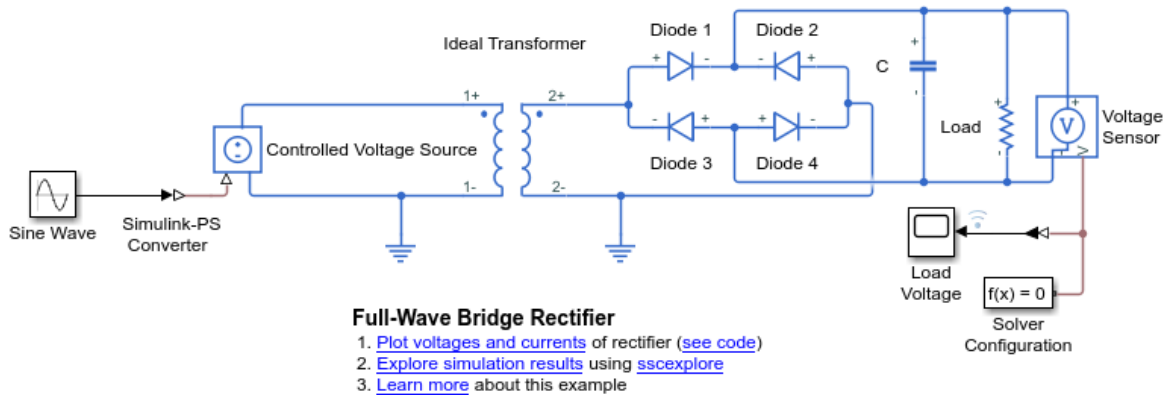 Diode 1
Diode 2
Ideal Transformer
+
-
-
+
+
C
-
1+
2+
-
+
+
-
+
+
Load
-
V
V
Voltage
Sensor
Controlled Voltage Source
Diode 3
Diode 4
1-
2-
Sine Wave
Simulink-PS
Converter
Load
Voltage
f(x) = 0
Solver
Configuration
Full-Wave Bridge Rectifier
1. Plot voltages and currents of rectifier (see code)
2. Explore simulation results using sscexplore
3. Learn more about this example